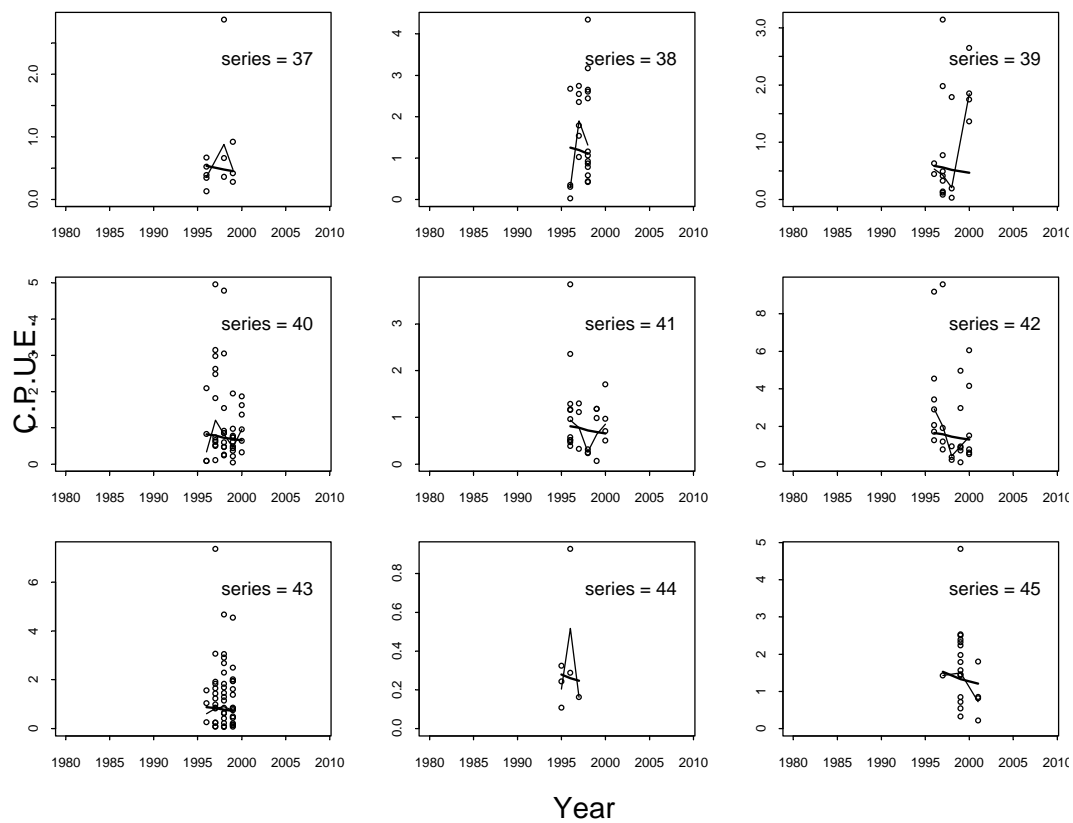 series = 37
0.0 1.0 2.0
1980 1985 1990 1995 2000 2005 2010
series = 38
0 1 2 3 4
1980 1985 1990 1995 2000 2005 2010
series = 39
0.0 1.0 2.0 3.0
1980 1985 1990 1995 2000 2005 2010
series = 40
0 1 2 3 4 5
1980 1985 1990 1995 2000 2005 2010
series = 41
0 1 2 3
1980 1985 1990 1995 2000 2005 2010
series = 42
0 2 4 6 8
1980 1985 1990 1995 2000 2005 2010
series = 43
0 2 4 6
1980 1985 1990 1995 2000 2005 2010
series = 44
0.0 0.2 0.4 0.6 0.8
1980 1985 1990 1995 2000 2005 2010
series = 45
0 1 2 3 4 5
1980 1985 1990 1995 2000 2005 2010
C.P.U.E.
Year